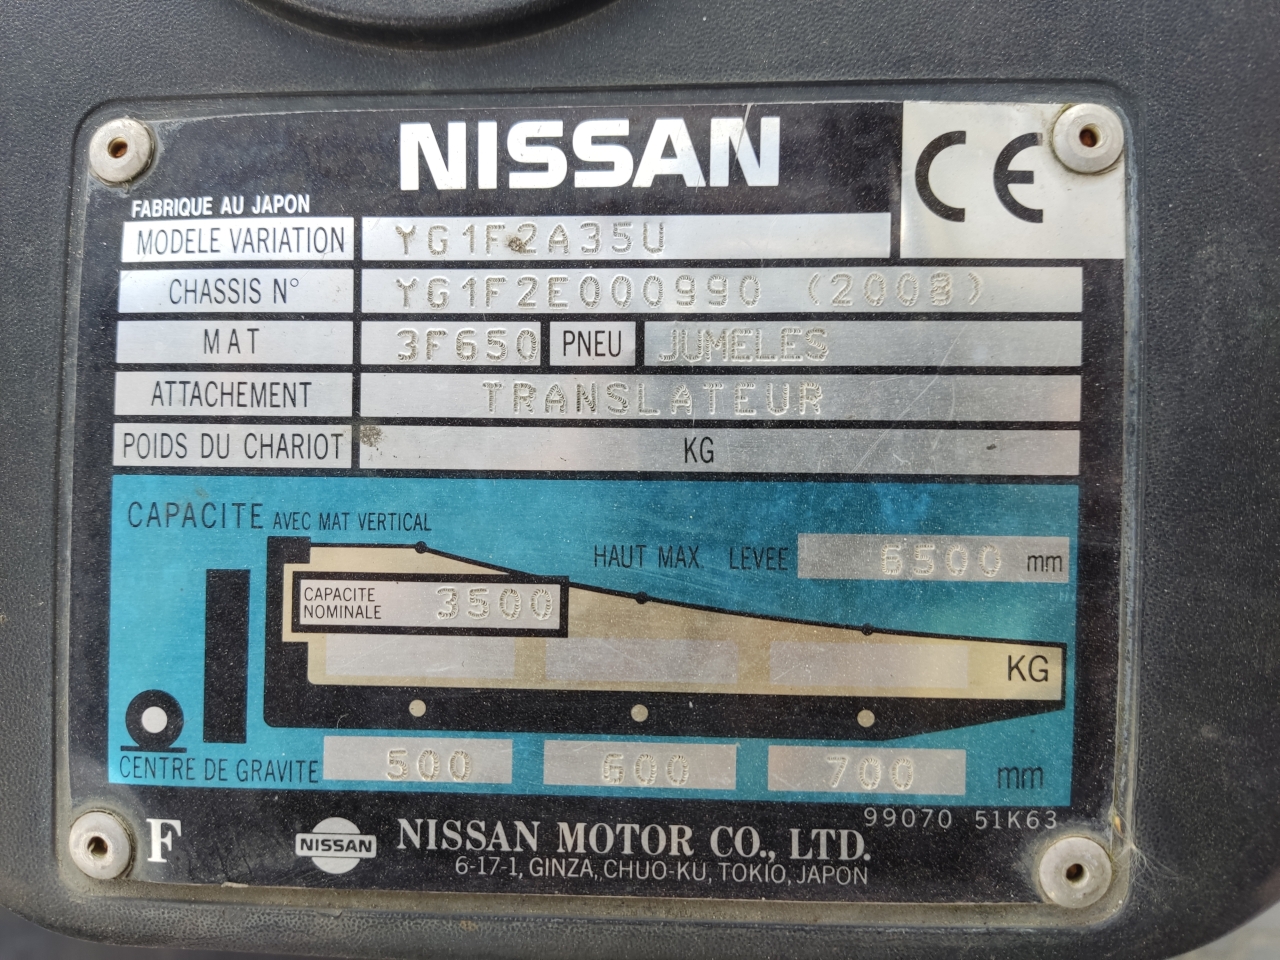 NISSAN
CE
FABRIQUE AU JAPON
MODELE VARIATION YG1F2A35U
CHASSIS N° YG1F2E000990 (2008)
MAT 3F650 PNEU JUMELES
ATTACHEMENT TRANSLATEUR
POIDS DU CHARIOT KG
CAPACITE AVEC MAT VERTICAL
HAUT MAX. LEVEE 6500 mm
CAPACITE NOMINALE 3500
KG
CENTRE DE GRAVITE 500 600 700 mm
99070 51K63
F NISSAN NISSAN MOTOR CO., LTD.
6-17-1, GINZA, CHUO-KU, TOKIO, JAPON